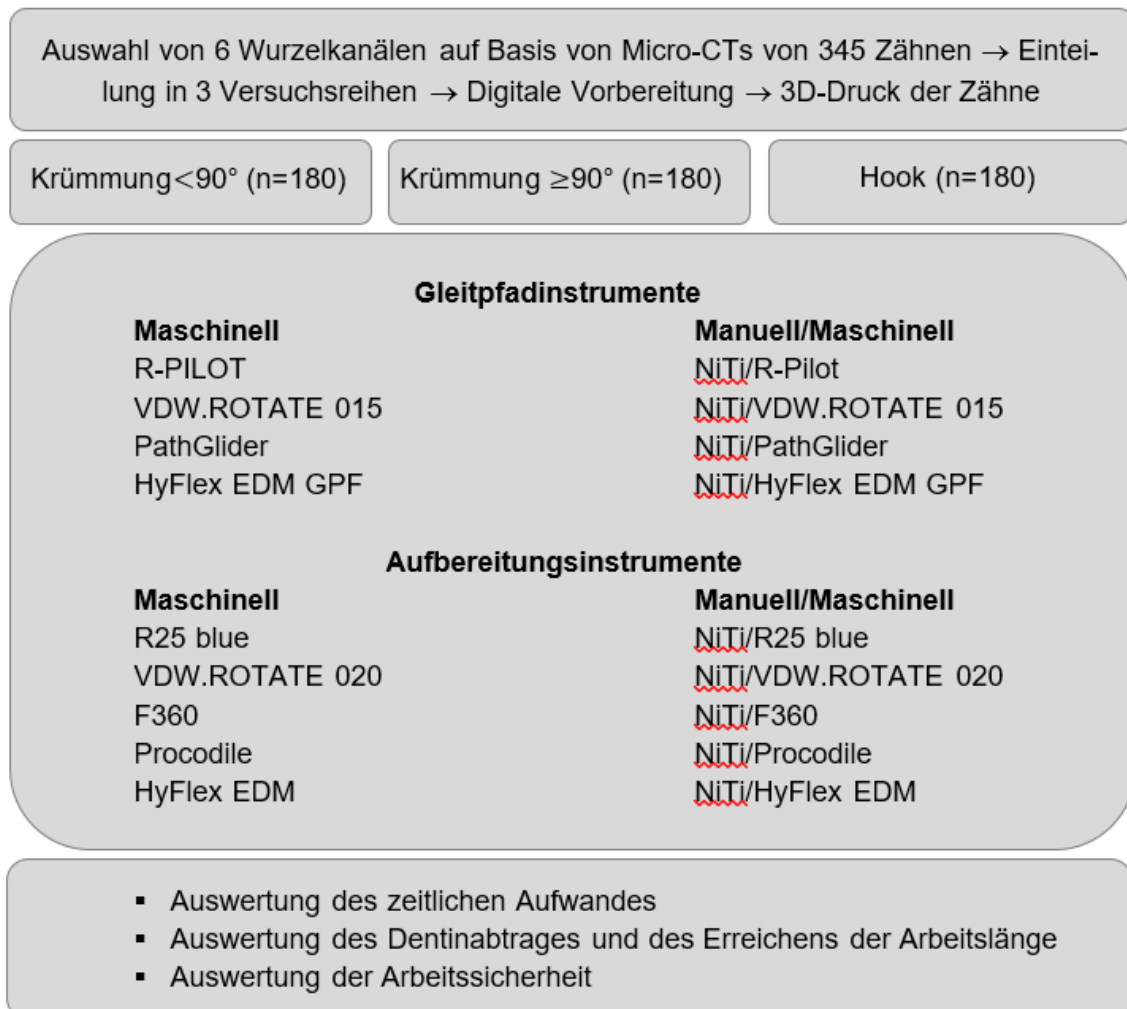 Auswahl von 6 Wurzelkanälen auf Basis von Micro-CTs von 345 Zähnen → Eintei-
lung in 3 Versuchsreihen → Digitale Vorbereitung → 3D-Druck der Zähne
Krümmung<90° (n=180)
Krümmung ≥90° (n=180)
Hook (n=180)
Gleitpfadinstrumente
Maschinell
R-PILOT
VDW.ROTATE 015
PathGlider
HyFlex EDM GPF
Manuell/Maschinell
NiTi/R-Pilot
NiTi/VDW.ROTATE 015
NiTi/PathGlider
NiTi/HyFlex EDM GPF
Aufbereitungsinstrumente
Maschinell
R25 blue
VDW.ROTATE 020
F360
Procodile
HyFlex EDM
Manuell/Maschinell
NiTi/R25 blue
NiTi/VDW.ROTATE 020
NiTi/F360
NiTi/Procodile
NiTi/HyFlex EDM
▪ Auswertung des zeitlichen Aufwandes
▪ Auswertung des Dentinabtrages und des Erreichens der Arbeitslänge
▪ Auswertung der Arbeitssicherheit